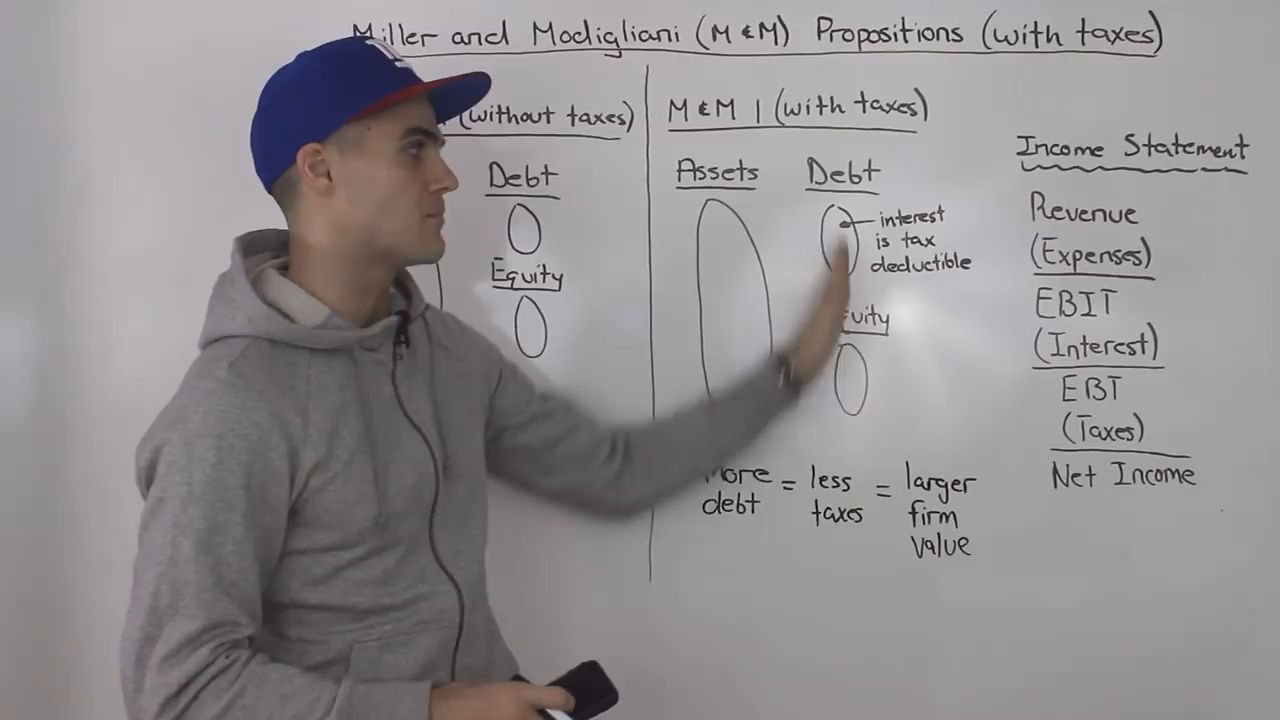 Miller and Modigliani (M & M) Propositions (with taxes)
(without taxes)
Debt
Equity
M & M I (with taxes)
Assets
Debt
interest
is tax
deductible
more
debt
= less
taxes
= larger
firm
value
Income Statement
Revenue
(Expenses)
EBIT
(Interest)
EBT
(Taxes)
Net Income